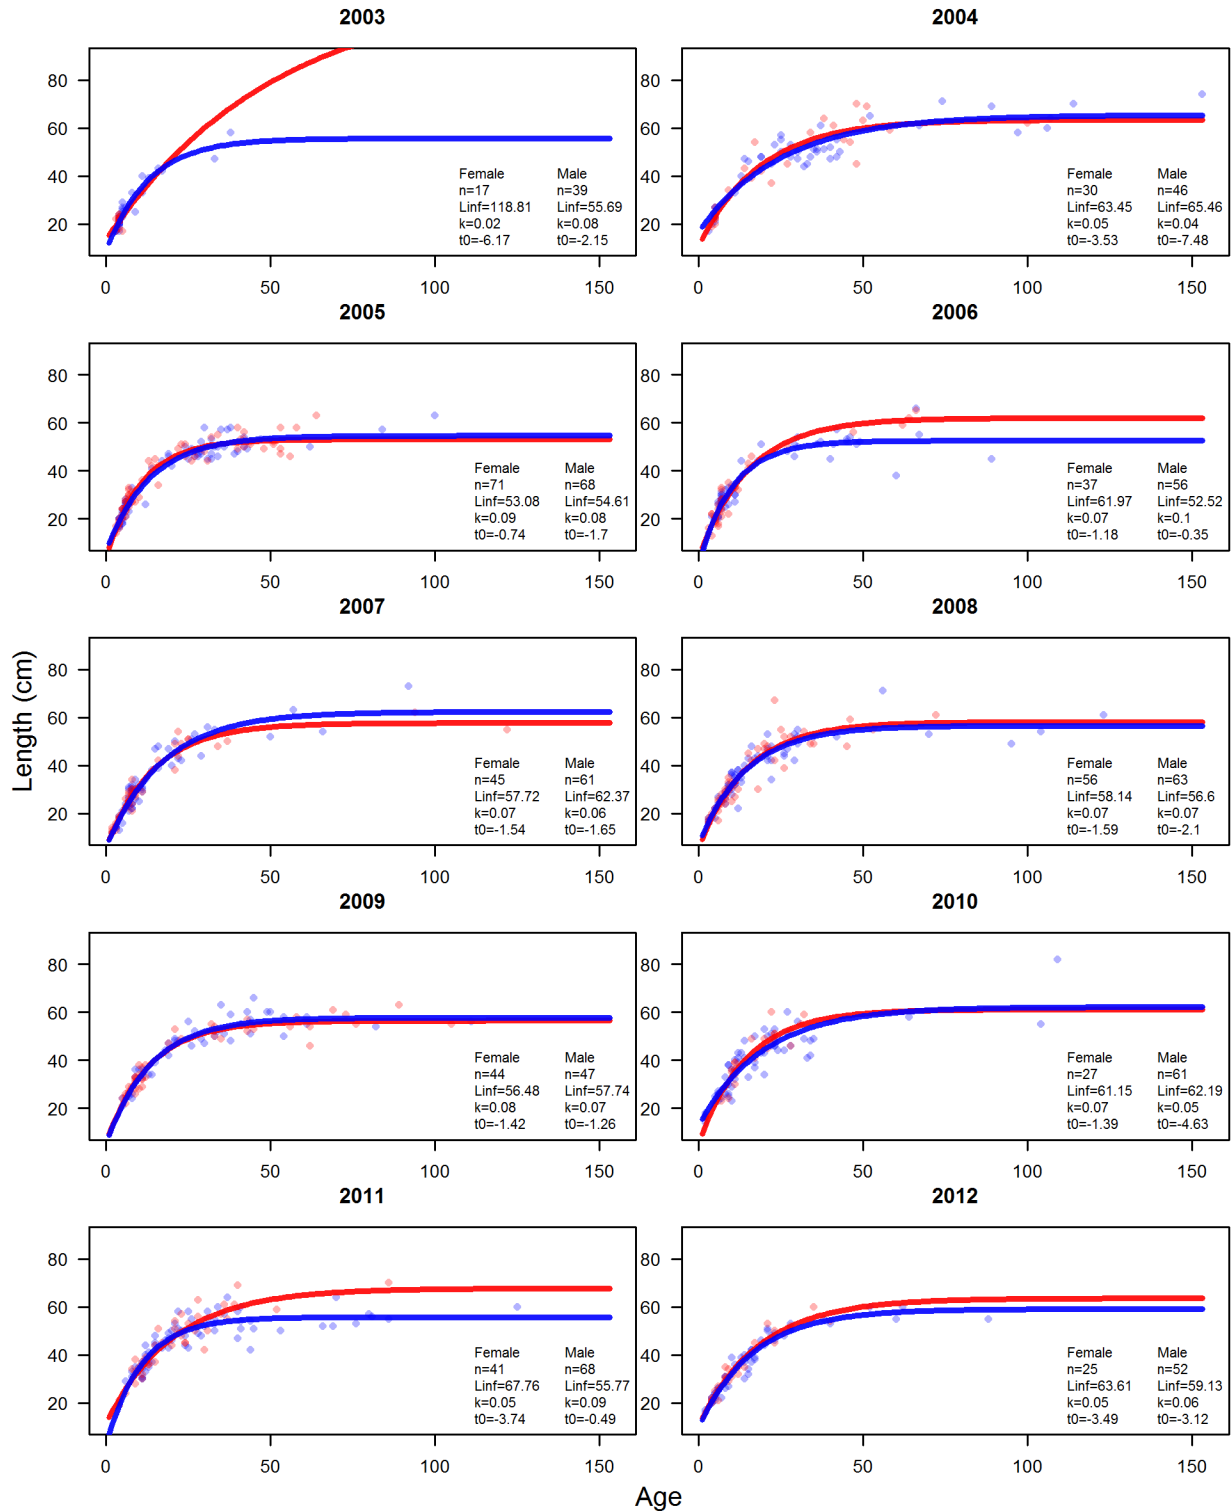 2003
80
60
40
20
Female Male
n=17 n=39
Linf=118.81 Linf=55.69
k=0.02 k=0.08
t0=-6.17 t0=-2.15
0 50 100 150
2004
80
60
40
20
Female Male
n=30 n=46
Linf=63.45 Linf=65.46
k=0.05 k=0.04
t0=-3.53 t0=-7.48
0 50 100 150
2005
80
60
40
20
Female Male
n=71 n=68
Linf=53.08 Linf=54.61
k=0.09 k=0.08
t0=-0.74 t0=-1.7
0 50 100 150
2006
80
60
40
20
Female Male
n=37 n=56
Linf=61.97 Linf=52.52
k=0.07 k=0.1
t0=-1.18 t0=-0.35
0 50 100 150
Length (cm)
2007
80
60
40
20
Female Male
n=45 n=61
Linf=57.72 Linf=62.37
k=0.07 k=0.06
t0=-1.54 t0=-1.65
0 50 100 150
2008
80
60
40
20
Female Male
n=56 n=63
Linf=58.14 Linf=56.6
k=0.07 k=0.07
t0=-1.59 t0=-2.1
0 50 100 150
2009
80
60
40
20
Female Male
n=44 n=47
Linf=56.48 Linf=57.74
k=0.08 k=0.07
t0=-1.42 t0=-1.26
0 50 100 150
2010
80
60
40
20
Female Male
n=27 n=61
Linf=61.15 Linf=62.19
k=0.07 k=0.05
t0=-1.39 t0=-4.63
0 50 100 150
2011
80
60
40
20
Female Male
n=41 n=68
Linf=67.76 Linf=55.77
k=0.05 k=0.09
t0=-3.74 t0=-0.49
0 50 100 150
2012
80
60
40
20
Female Male
n=25 n=52
Linf=63.61 Linf=59.13
k=0.05 k=0.06
t0=-3.49 t0=-3.12
0 50 100 150
Age